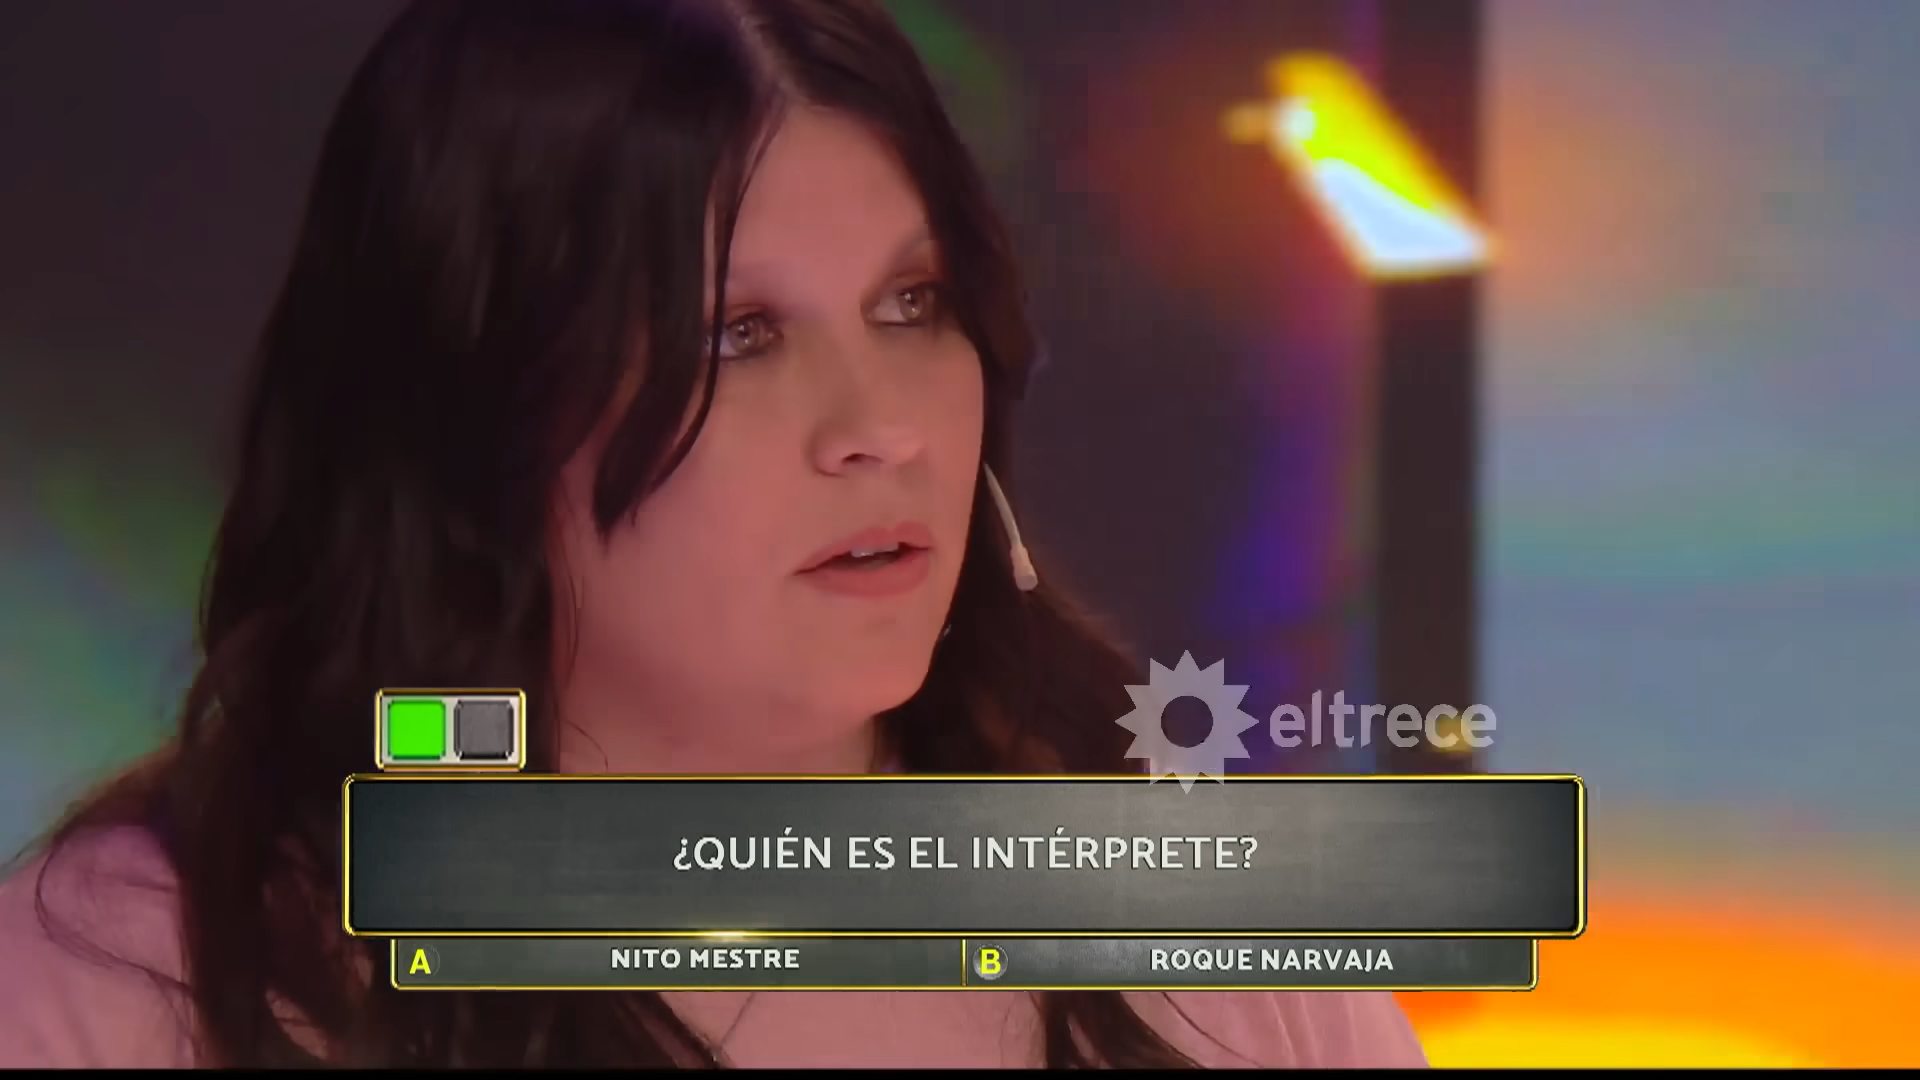 eltrece
¿QUIÉN ES EL INTÉRPRETE?
A NITO MESTRE
B ROQUE NARVAJA